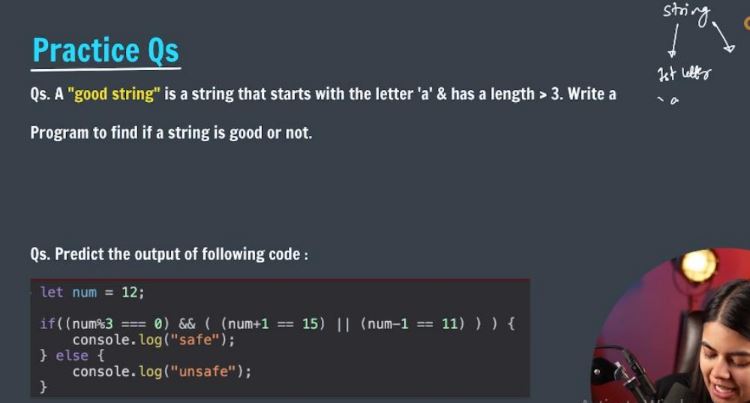 string
Practice Qs
1st letter
Qs. A "good string" is a string that starts with the letter 'a' & has a length > 3. Write a
'a
Program to find if a string is good or not.
Qs. Predict the output of following code :
let num = 12;
if((num%3 === 0) && ( (num+1 == 15) || (num-1 == 11) ) ) {
console.log("safe");
} else {
console.log("unsafe");
}